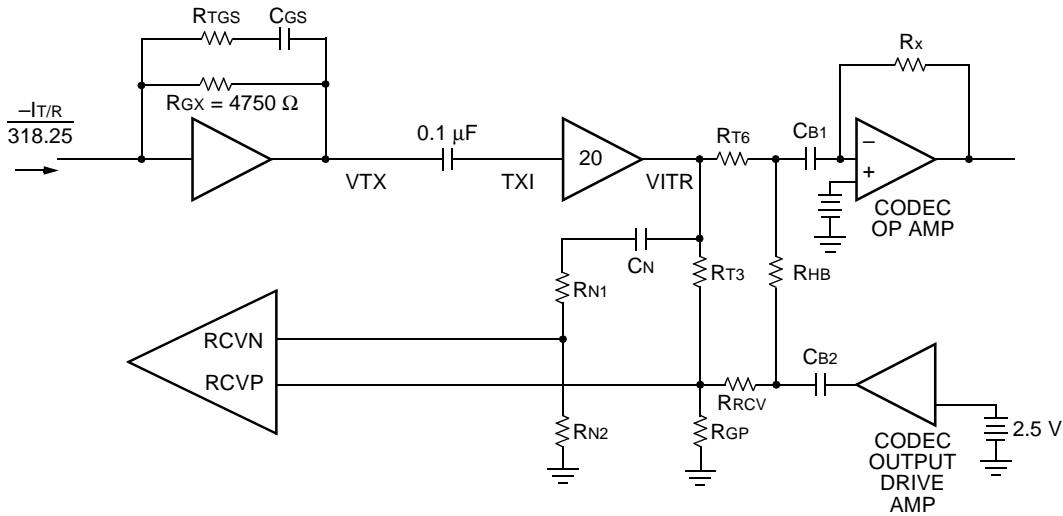 RTGS
CGS
RX
RGX = 4750 Ω
–IT/R
318.25
0.1 μF
20
RT6
CB1
–
+
VTX
TXI
VITR
CODEC
OP AMP
CN
RT3
RHB
RN1
RCVN
RCVP
CB2
RRCV
RN2
RGP
2.5 V
CODEC
OUTPUT
DRIVE
AMP